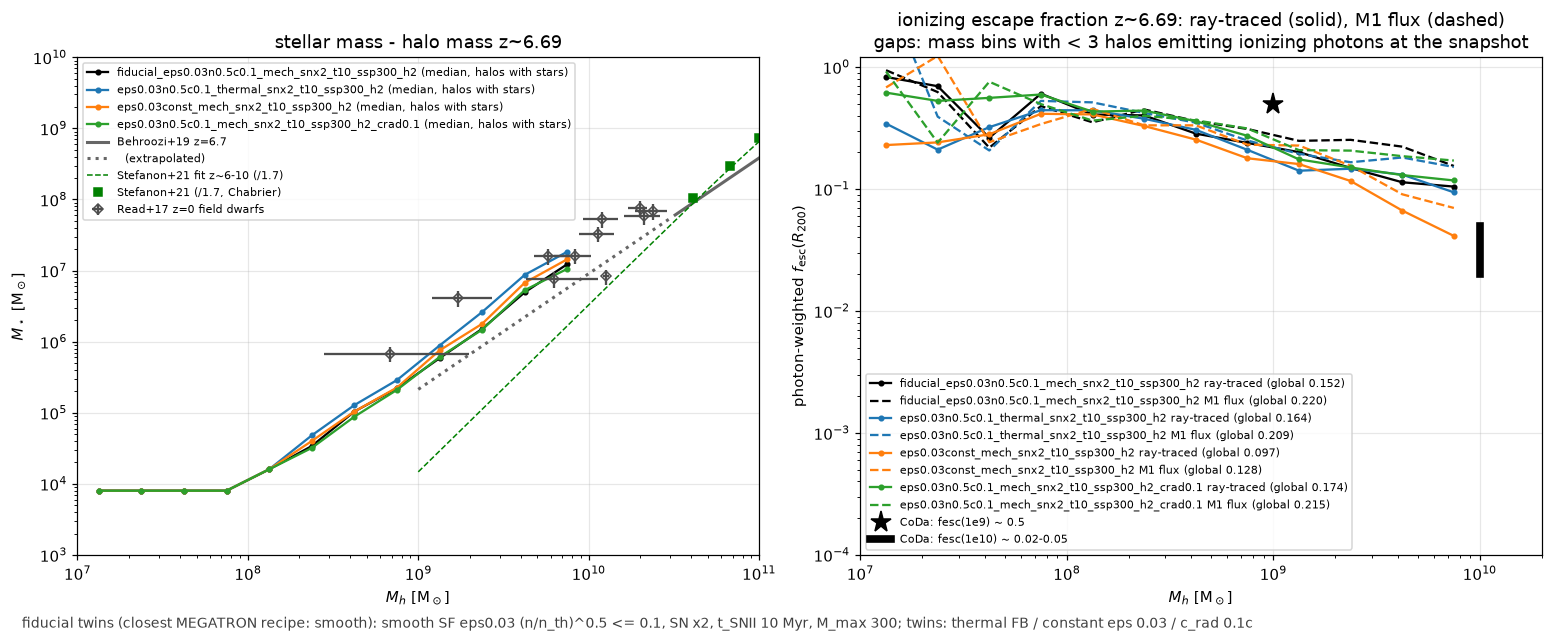 stellar mass - halo mass z~6.69
10^10
10^9
10^8
10^7
10^6
10^5
10^4
10^3
M⋆ [M⊙]
fiducial_eps0.03n0.5c0.1_mech_snx2_t10_ssp300_h2 (median, halos with stars)
eps0.03n0.5c0.1_thermal_snx2_t10_ssp300_h2 (median, halos with stars)
eps0.03const_mech_snx2_t10_ssp300_h2 (median, halos with stars)
eps0.03n0.5c0.1_mech_snx2_t10_ssp300_h2_crad0.1 (median, halos with stars)
Behroozi+19 z=6.7
(extrapolated)
Stefanon+21 fit z~6-10 (/1.7)
Stefanon+21 (/1.7, Chabrier)
Read+17 z=0 field dwarfs
10^7 10^8 10^9 10^10 10^11
M_h [M⊙]
ionizing escape fraction z~6.69: ray-traced (solid), M1 flux (dashed)
gaps: mass bins with < 3 halos emitting ionizing photons at the snapshot
10^0
10^−1
10^−2
10^−3
10^−4
photon-weighted f_esc(R_200)
fiducial_eps0.03n0.5c0.1_mech_snx2_t10_ssp300_h2 ray-traced (global 0.152)
fiducial_eps0.03n0.5c0.1_mech_snx2_t10_ssp300_h2 M1 flux (global 0.220)
eps0.03n0.5c0.1_thermal_snx2_t10_ssp300_h2 ray-traced (global 0.164)
eps0.03n0.5c0.1_thermal_snx2_t10_ssp300_h2 M1 flux (global 0.209)
eps0.03const_mech_snx2_t10_ssp300_h2 ray-traced (global 0.097)
eps0.03const_mech_snx2_t10_ssp300_h2 M1 flux (global 0.128)
eps0.03n0.5c0.1_mech_snx2_t10_ssp300_h2_crad0.1 ray-traced (global 0.174)
eps0.03n0.5c0.1_mech_snx2_t10_ssp300_h2_crad0.1 M1 flux (global 0.215)
CoDa: fesc(1e9) ~ 0.5
CoDa: fesc(1e10) ~ 0.02-0.05
10^7 10^8 10^9 10^10
M_h [M⊙]
fiducial twins (closest MEGATRON recipe: smooth): smooth SF eps0.03 (n/n_th)^0.5 <= 0.1, SN x2, t_SNII 10 Myr, M_max 300; twins: thermal FB / constant eps 0.03 / c_rad 0.1c